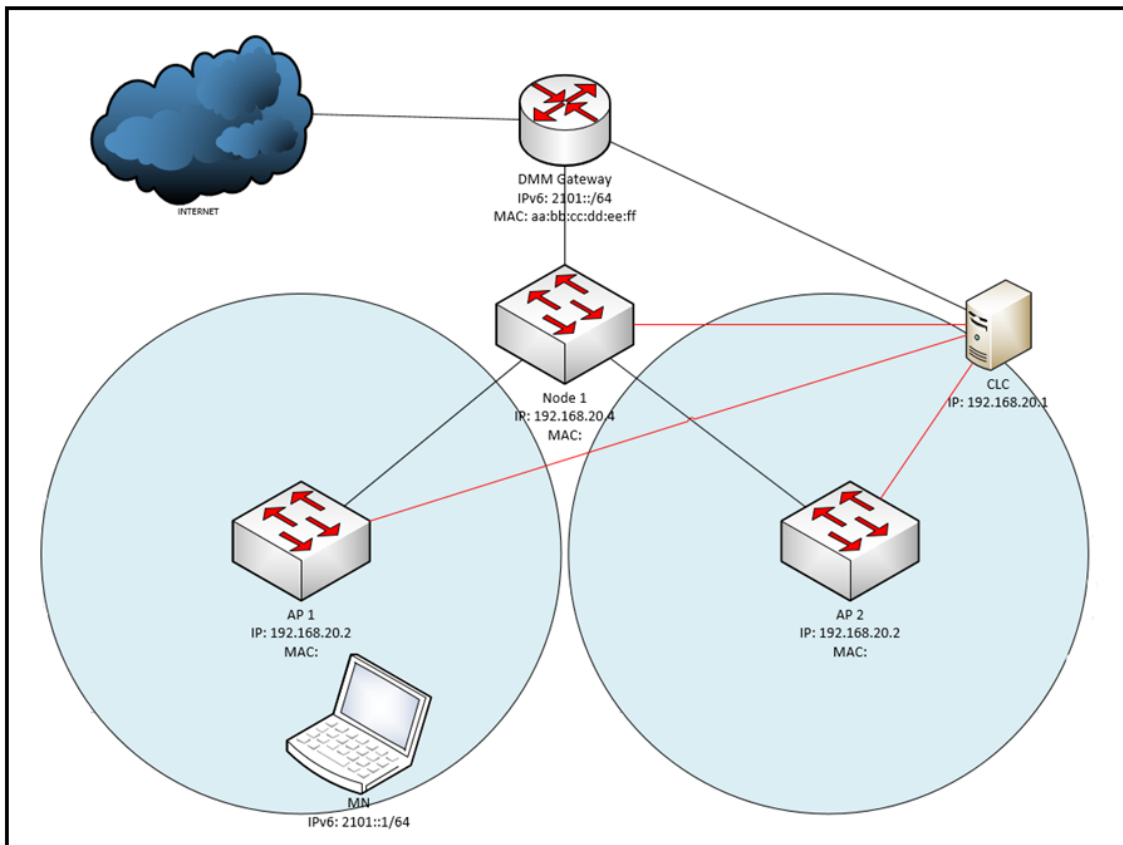 INTERNET
DMM Gateway
IPv6: 2101::/64
MAC: aa:bb:cc:dd:ee:ff
Node 1
IP: 192.168.20.4
MAC:
CLC
IP: 192.168.20.1
AP 1
IP: 192.168.20.2
MAC:
AP 2
IP: 192.168.20.2
MAC:
MN
IPv6: 2101::1/64